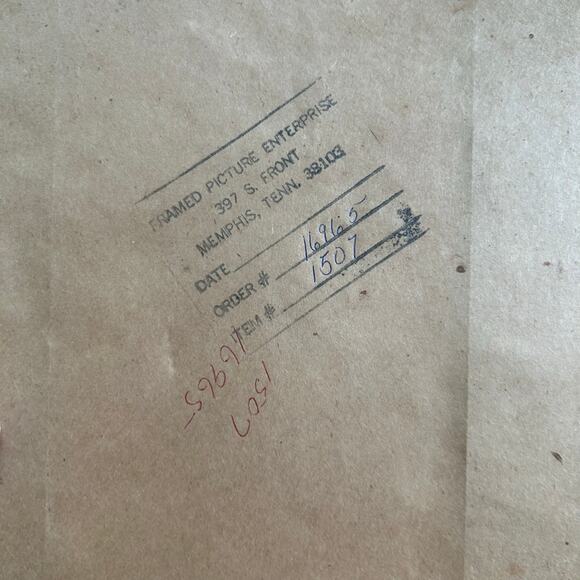 FRAMED PICTURE ENTERPRISE
397 S. FRONT
MEMPHIS, TENN. 38103
DATE
ORDER # 16965
ITEM # 1507
16965
1507